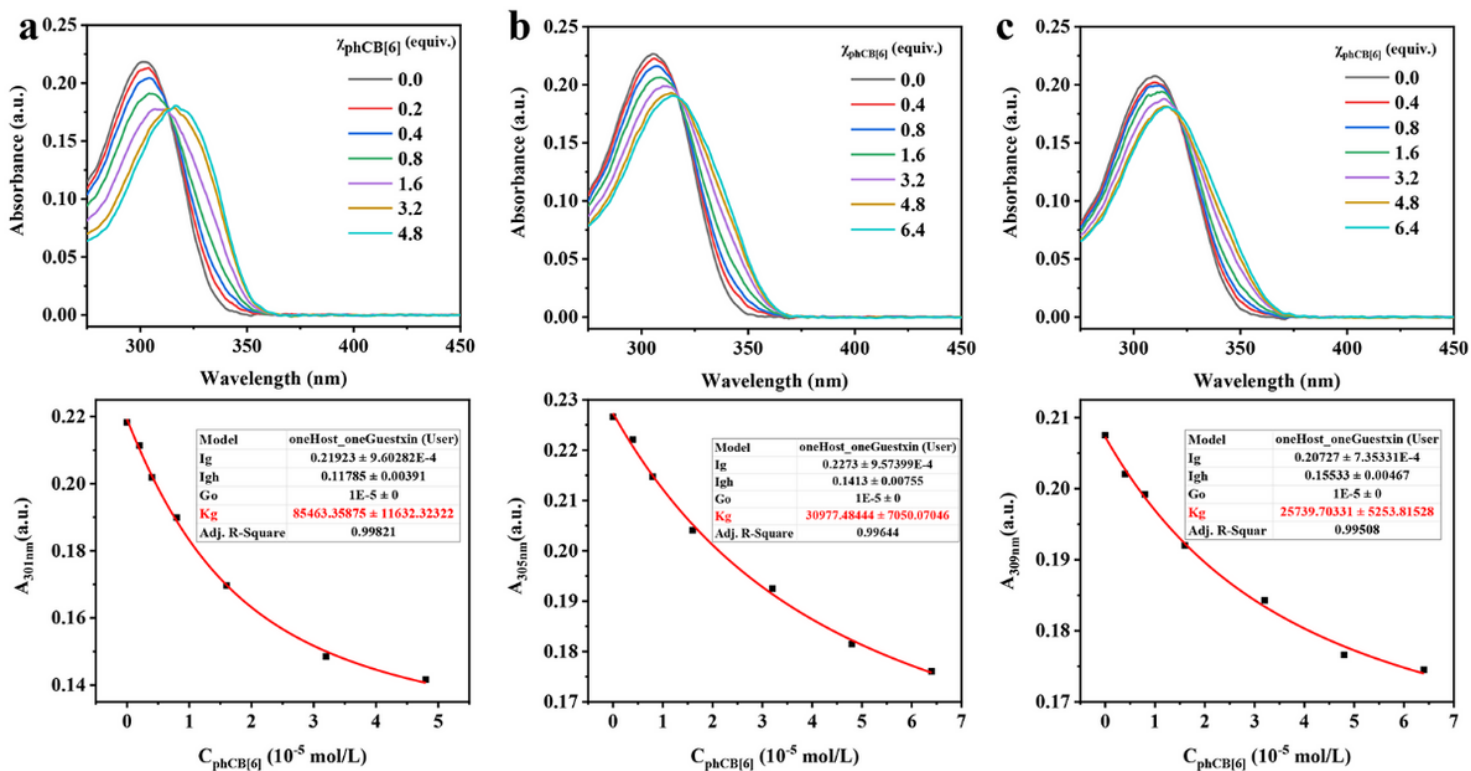 a
χphCB[6] (equiv.)
0.0
0.2
0.4
0.8
1.6
3.2
4.8
0.25
0.20
0.15
0.10
0.05
0.00
Absorbance (a.u.)
300 350 400 450
Wavelength (nm)
b
χphCB[6] (equiv.)
0.0
0.4
0.8
1.6
3.2
4.8
6.4
0.25
0.20
0.15
0.10
0.05
0.00
Absorbance (a.u.)
300 350 400 450
Wavelength (nm)
c
χphCB[6] (equiv.)
0.0
0.4
0.8
1.6
3.2
4.8
6.4
0.25
0.20
0.15
0.10
0.05
0.00
Absorbance (a.u.)
300 350 400 450
Wavelength (nm)
Model oneHost_oneGuestxin (User)
Ig 0.21923 ± 9.60282E-4
Igh 0.11785 ± 0.00391
Go 1E-5 ± 0
Kg 85463.35875 ± 11632.32322
Adj. R-Square 0.99821
0.22
0.20
0.18
0.16
0.14
A301nm(a.u.)
0 1 2 3 4 5
CphCB[6] (10-5 mol/L)
Model oneHost_oneGuestxin (User)
Ig 0.2273 ± 9.57399E-4
Igh 0.1413 ± 0.00755
Go 1E-5 ± 0
Kg 30977.48444 ± 7050.07046
Adj. R-Square 0.99644
0.23
0.22
0.21
0.20
0.19
0.18
0.17
A305nm(a.u.)
0 1 2 3 4 5 6 7
CphCB[6] (10-5 mol/L)
Model oneHost_oneGuestxin (User
Ig 0.20727 ± 7.35331E-4
Igh 0.15533 ± 0.00467
Go 1E-5 ± 0
Kg 25739.70331 ± 5253.81528
Adj. R-Squar 0.99508
0.21
0.20
0.19
0.18
0.17
A309nm(a.u.)
0 1 2 3 4 5 6 7
CphCB[6] (10-5 mol/L)